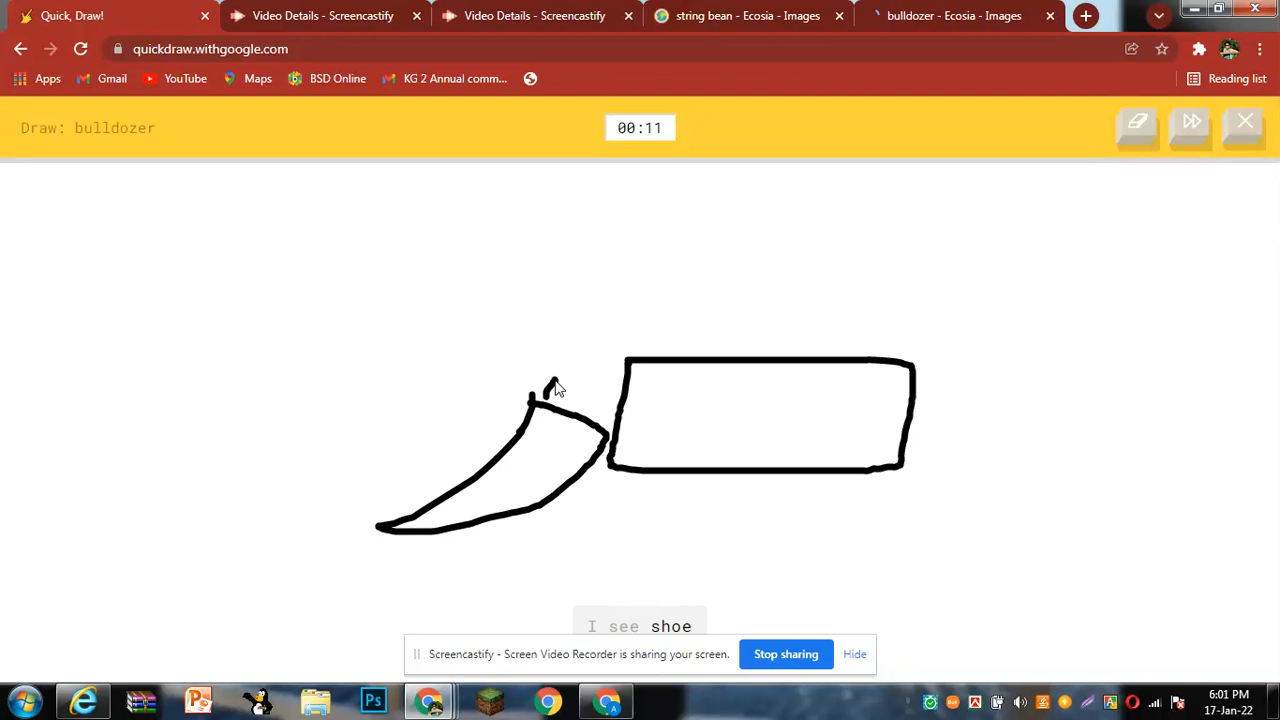 Quick, Draw!
Video Details - Screencastify
Video Details - Screencastify
string bean - Ecosia - Images
bulldozer - Ecosia - Images
quickdraw.withgoogle.com
Apps
Gmail
YouTube
Maps
BSD Online
KG 2 Annual comm...
Reading list
Draw: bulldozer
00:11
I see shoe
Screencastify - Screen Video Recorder is sharing your screen.
Stop sharing
Hide
Ps
6:01 PM
17-Jan-22